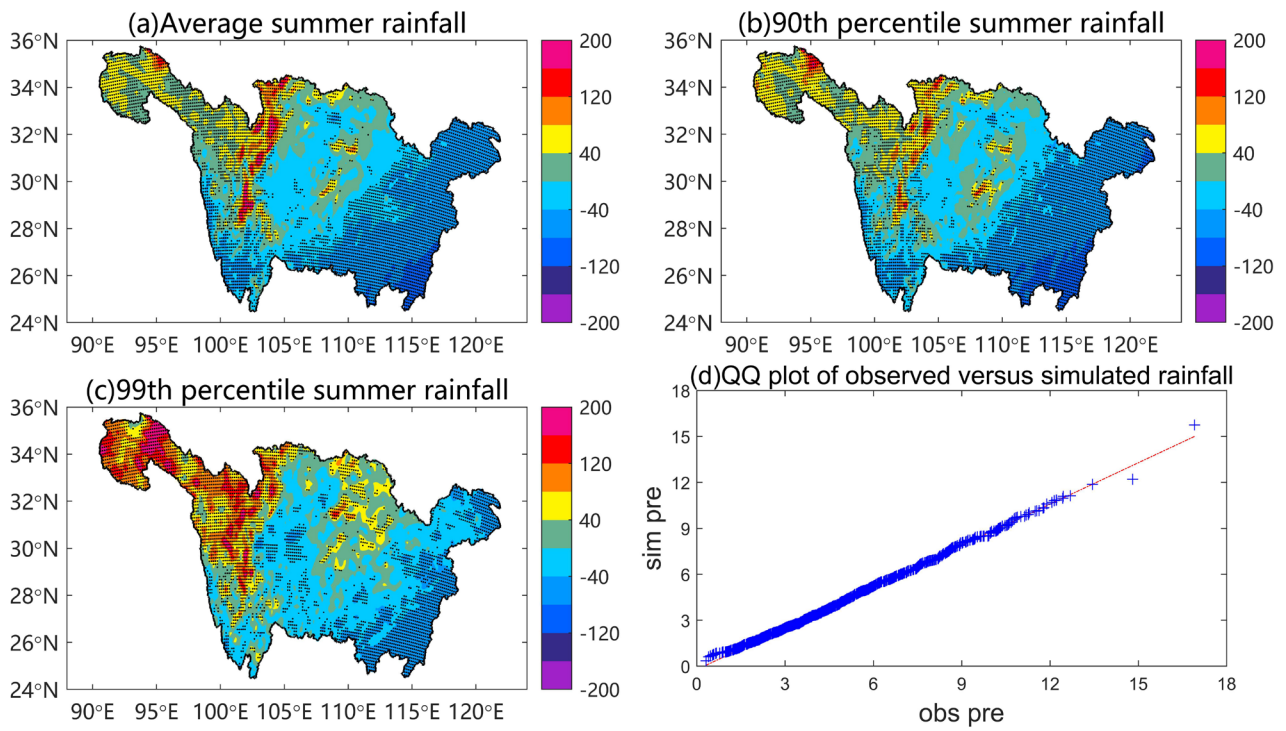 (a)Average summer rainfall
36°N
34°N
32°N
30°N
28°N
26°N
24°N
90°E 95°E 100°E 105°E 110°E 115°E 120°E
200
120
40
-40
-120
-200
(b)90th percentile summer rainfall
36°N
34°N
32°N
30°N
28°N
26°N
24°N
90°E 95°E 100°E 105°E 110°E 115°E 120°E
200
120
40
-40
-120
-200
(c)99th percentile summer rainfall
36°N
34°N
32°N
30°N
28°N
26°N
24°N
90°E 95°E 100°E 105°E 110°E 115°E 120°E
200
120
40
-40
-120
-200
(d)QQ plot of observed versus simulated rainfall
18
15
12
9
6
3
0
sim pre
0 3 6 9 12 15 18
obs pre